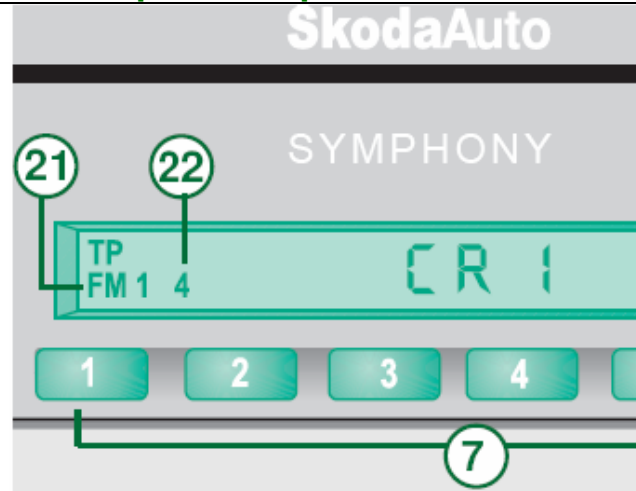 SkodaAuto
SYMPHONY
21 22
TP
FM 1 4 CR 1
1 2 3 4
7